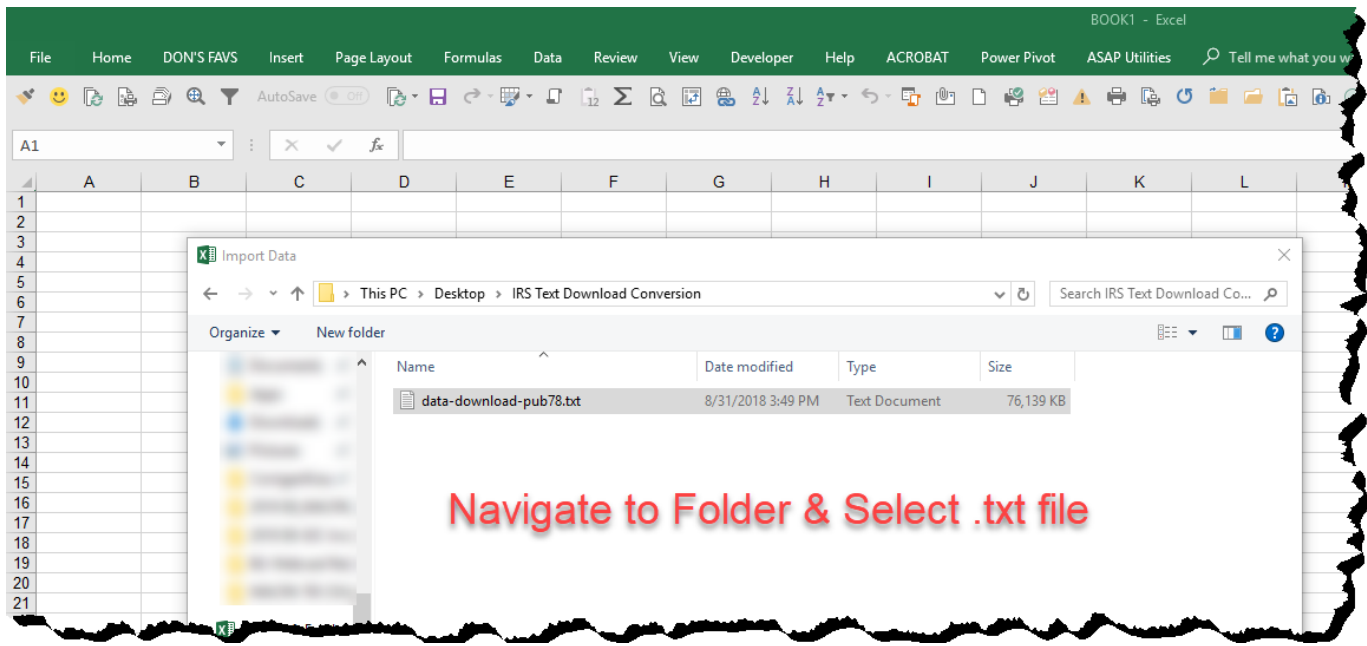 BOOK1 - Excel
File Home DON'S FAVS Insert Page Layout Formulas Data Review View Developer Help ACROBAT Power Pivot ASAP Utilities Tell me what you w
AutoSave Off
A1 fx
A B C D E F G H I J K L
1
2
3
Import Data
4
5
This PC > Desktop > IRS Text Download Conversion Search IRS Text Download Co...
6
7
Organize New folder
8
9
Name Date modified Type Size
10
11
data-download-pub78.txt 8/31/2018 3:49 PM Text Document 76,139 KB
12
13
14
15
16
Navigate to Folder & Select .txt file
17
18
19
20
21